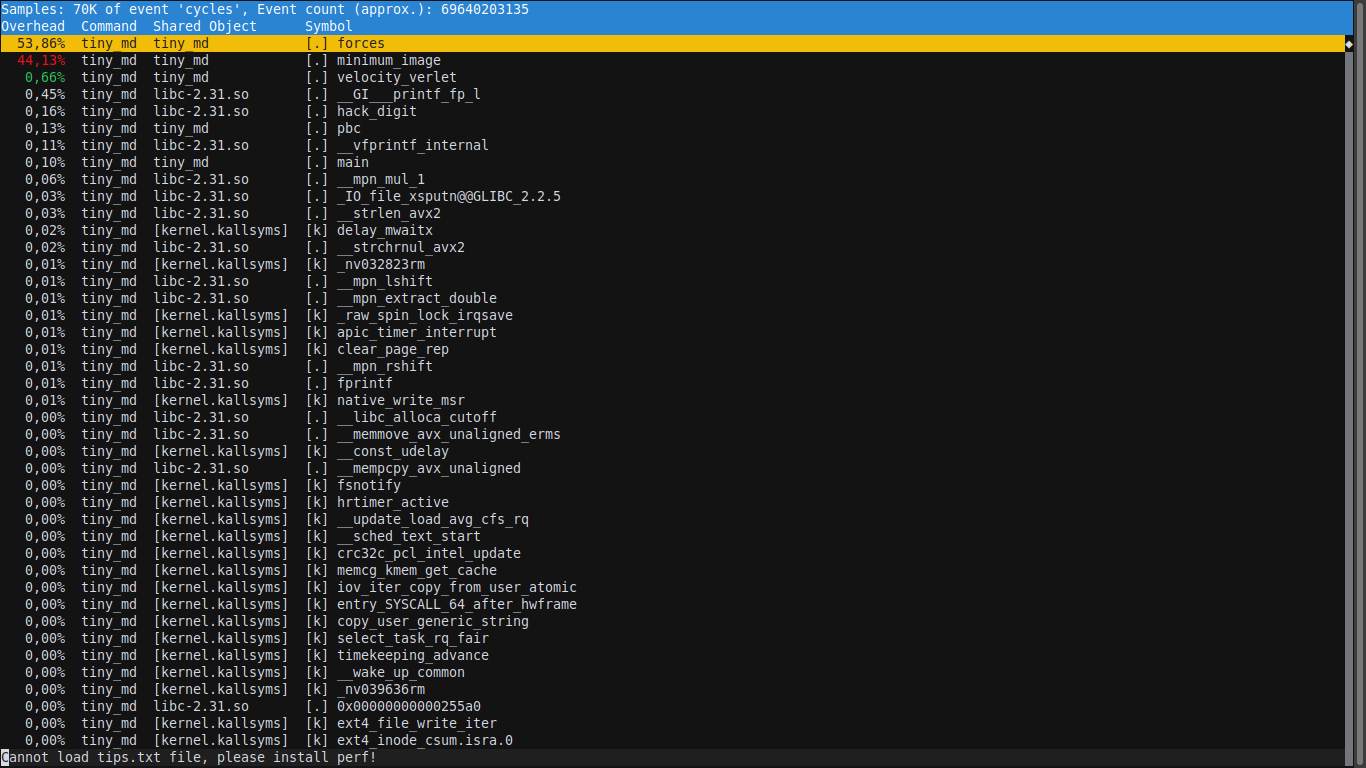 Samples: 70K of event 'cycles', Event count (approx.): 69640203135
Overhead  Command  Shared Object      Symbol
  53,86%  tiny_md  tiny_md            [.] forces
  44,13%  tiny_md  tiny_md            [.] minimum_image
   0,66%  tiny_md  tiny_md            [.] velocity_verlet
   0,45%  tiny_md  libc-2.31.so       [.] __GI___printf_fp_l
   0,16%  tiny_md  libc-2.31.so       [.] hack_digit
   0,13%  tiny_md  tiny_md            [.] pbc
   0,11%  tiny_md  libc-2.31.so       [.] __vfprintf_internal
   0,10%  tiny_md  tiny_md            [.] main
   0,06%  tiny_md  libc-2.31.so       [.] __mpn_mul_1
   0,03%  tiny_md  libc-2.31.so       [.] _IO_file_xsputn@@GLIBC_2.2.5
   0,03%  tiny_md  libc-2.31.so       [.] __strlen_avx2
   0,02%  tiny_md  [kernel.kallsyms]  [k] delay_mwaitx
   0,02%  tiny_md  libc-2.31.so       [.] __strchrnul_avx2
   0,01%  tiny_md  [kernel.kallsyms]  [k] _nv032823rm
   0,01%  tiny_md  libc-2.31.so       [.] __mpn_lshift
   0,01%  tiny_md  libc-2.31.so       [.] __mpn_extract_double
   0,01%  tiny_md  [kernel.kallsyms]  [k] _raw_spin_lock_irqsave
   0,01%  tiny_md  [kernel.kallsyms]  [k] apic_timer_interrupt
   0,01%  tiny_md  [kernel.kallsyms]  [k] clear_page_rep
   0,01%  tiny_md  libc-2.31.so       [.] __mpn_rshift
   0,01%  tiny_md  libc-2.31.so       [.] fprintf
   0,01%  tiny_md  [kernel.kallsyms]  [k] native_write_msr
   0,00%  tiny_md  libc-2.31.so       [.] __libc_alloca_cutoff
   0,00%  tiny_md  libc-2.31.so       [.] __memmove_avx_unaligned_erms
   0,00%  tiny_md  [kernel.kallsyms]  [k] __const_udelay
   0,00%  tiny_md  libc-2.31.so       [.] __mempcpy_avx_unaligned
   0,00%  tiny_md  [kernel.kallsyms]  [k] fsnotify
   0,00%  tiny_md  [kernel.kallsyms]  [k] hrtimer_active
   0,00%  tiny_md  [kernel.kallsyms]  [k] __update_load_avg_cfs_rq
   0,00%  tiny_md  [kernel.kallsyms]  [k] __sched_text_start
   0,00%  tiny_md  [kernel.kallsyms]  [k] crc32c_pcl_intel_update
   0,00%  tiny_md  [kernel.kallsyms]  [k] memcg_kmem_get_cache
   0,00%  tiny_md  [kernel.kallsyms]  [k] iov_iter_copy_from_user_atomic
   0,00%  tiny_md  [kernel.kallsyms]  [k] entry_SYSCALL_64_after_hwframe
   0,00%  tiny_md  [kernel.kallsyms]  [k] copy_user_generic_string
   0,00%  tiny_md  [kernel.kallsyms]  [k] select_task_rq_fair
   0,00%  tiny_md  [kernel.kallsyms]  [k] timekeeping_advance
   0,00%  tiny_md  [kernel.kallsyms]  [k] __wake_up_common
   0,00%  tiny_md  [kernel.kallsyms]  [k] _nv039636rm
   0,00%  tiny_md  libc-2.31.so       [.] 0x00000000000255a0
   0,00%  tiny_md  [kernel.kallsyms]  [k] ext4_file_write_iter
   0,00%  tiny_md  [kernel.kallsyms]  [k] ext4_inode_csum.isra.0
Cannot load tips.txt file, please install perf!